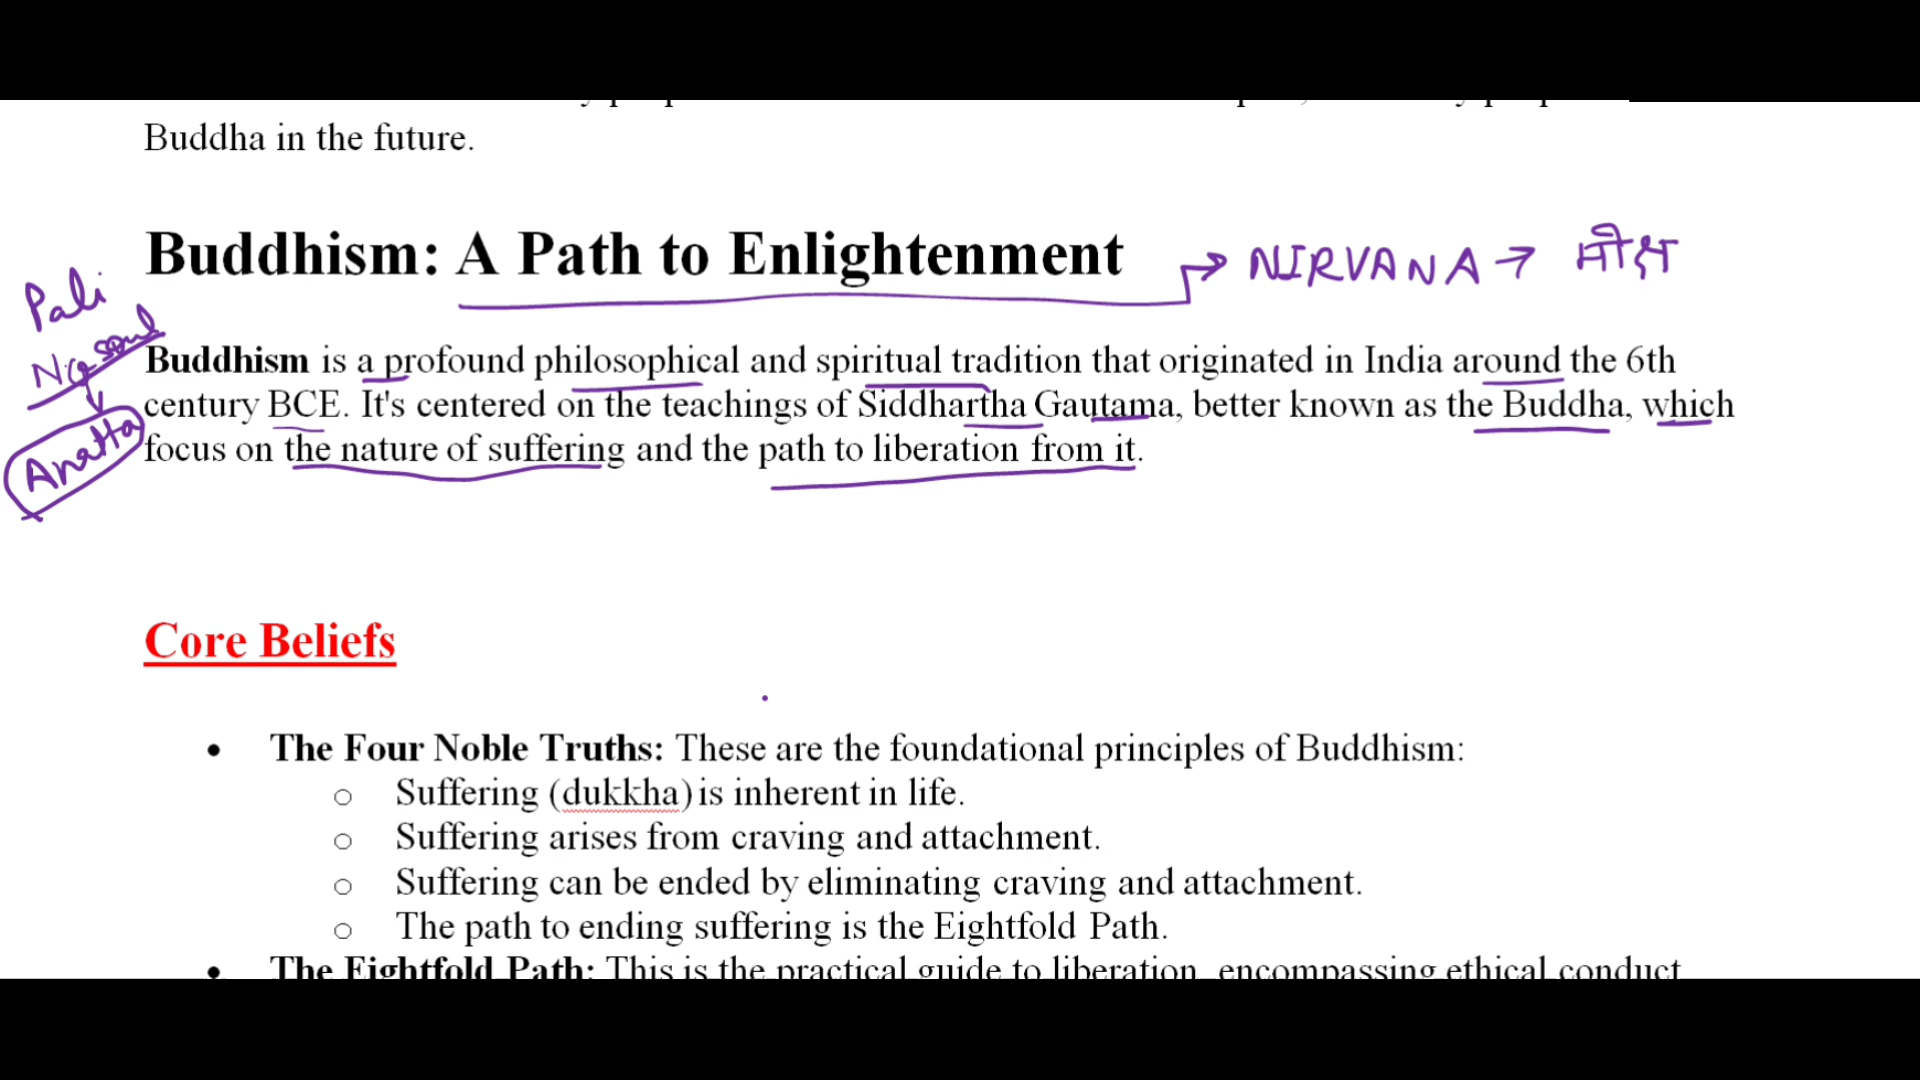 Buddha in the future.
Buddhism: A Path to Enlightenment → NIRVANA → मोक्ष
Pali
No soul
Anatta
Buddhism is a profound philosophical and spiritual tradition that originated in India around the 6th
century BCE. It's centered on the teachings of Siddhartha Gautama, better known as the Buddha, which
focus on the nature of suffering and the path to liberation from it.
Core Beliefs
• The Four Noble Truths: These are the foundational principles of Buddhism:
○ Suffering (dukkha) is inherent in life.
○ Suffering arises from craving and attachment.
○ Suffering can be ended by eliminating craving and attachment.
○ The path to ending suffering is the Eightfold Path.
• The Eightfold Path: This is the practical guide to liberation, encompassing ethical conduct